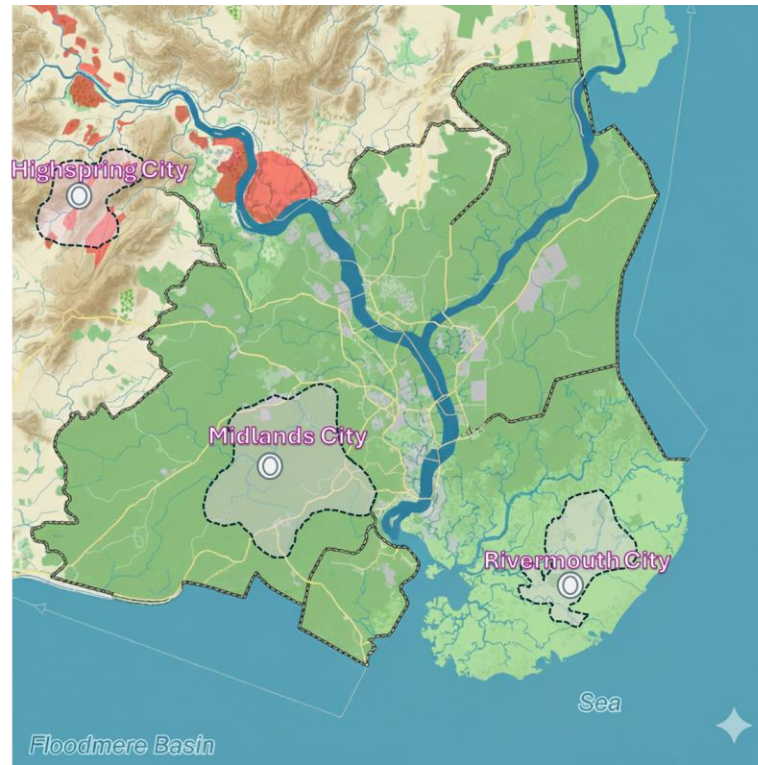 Highspring City
Midlands City
Rivermouth City
Sea
Floodmere Basin